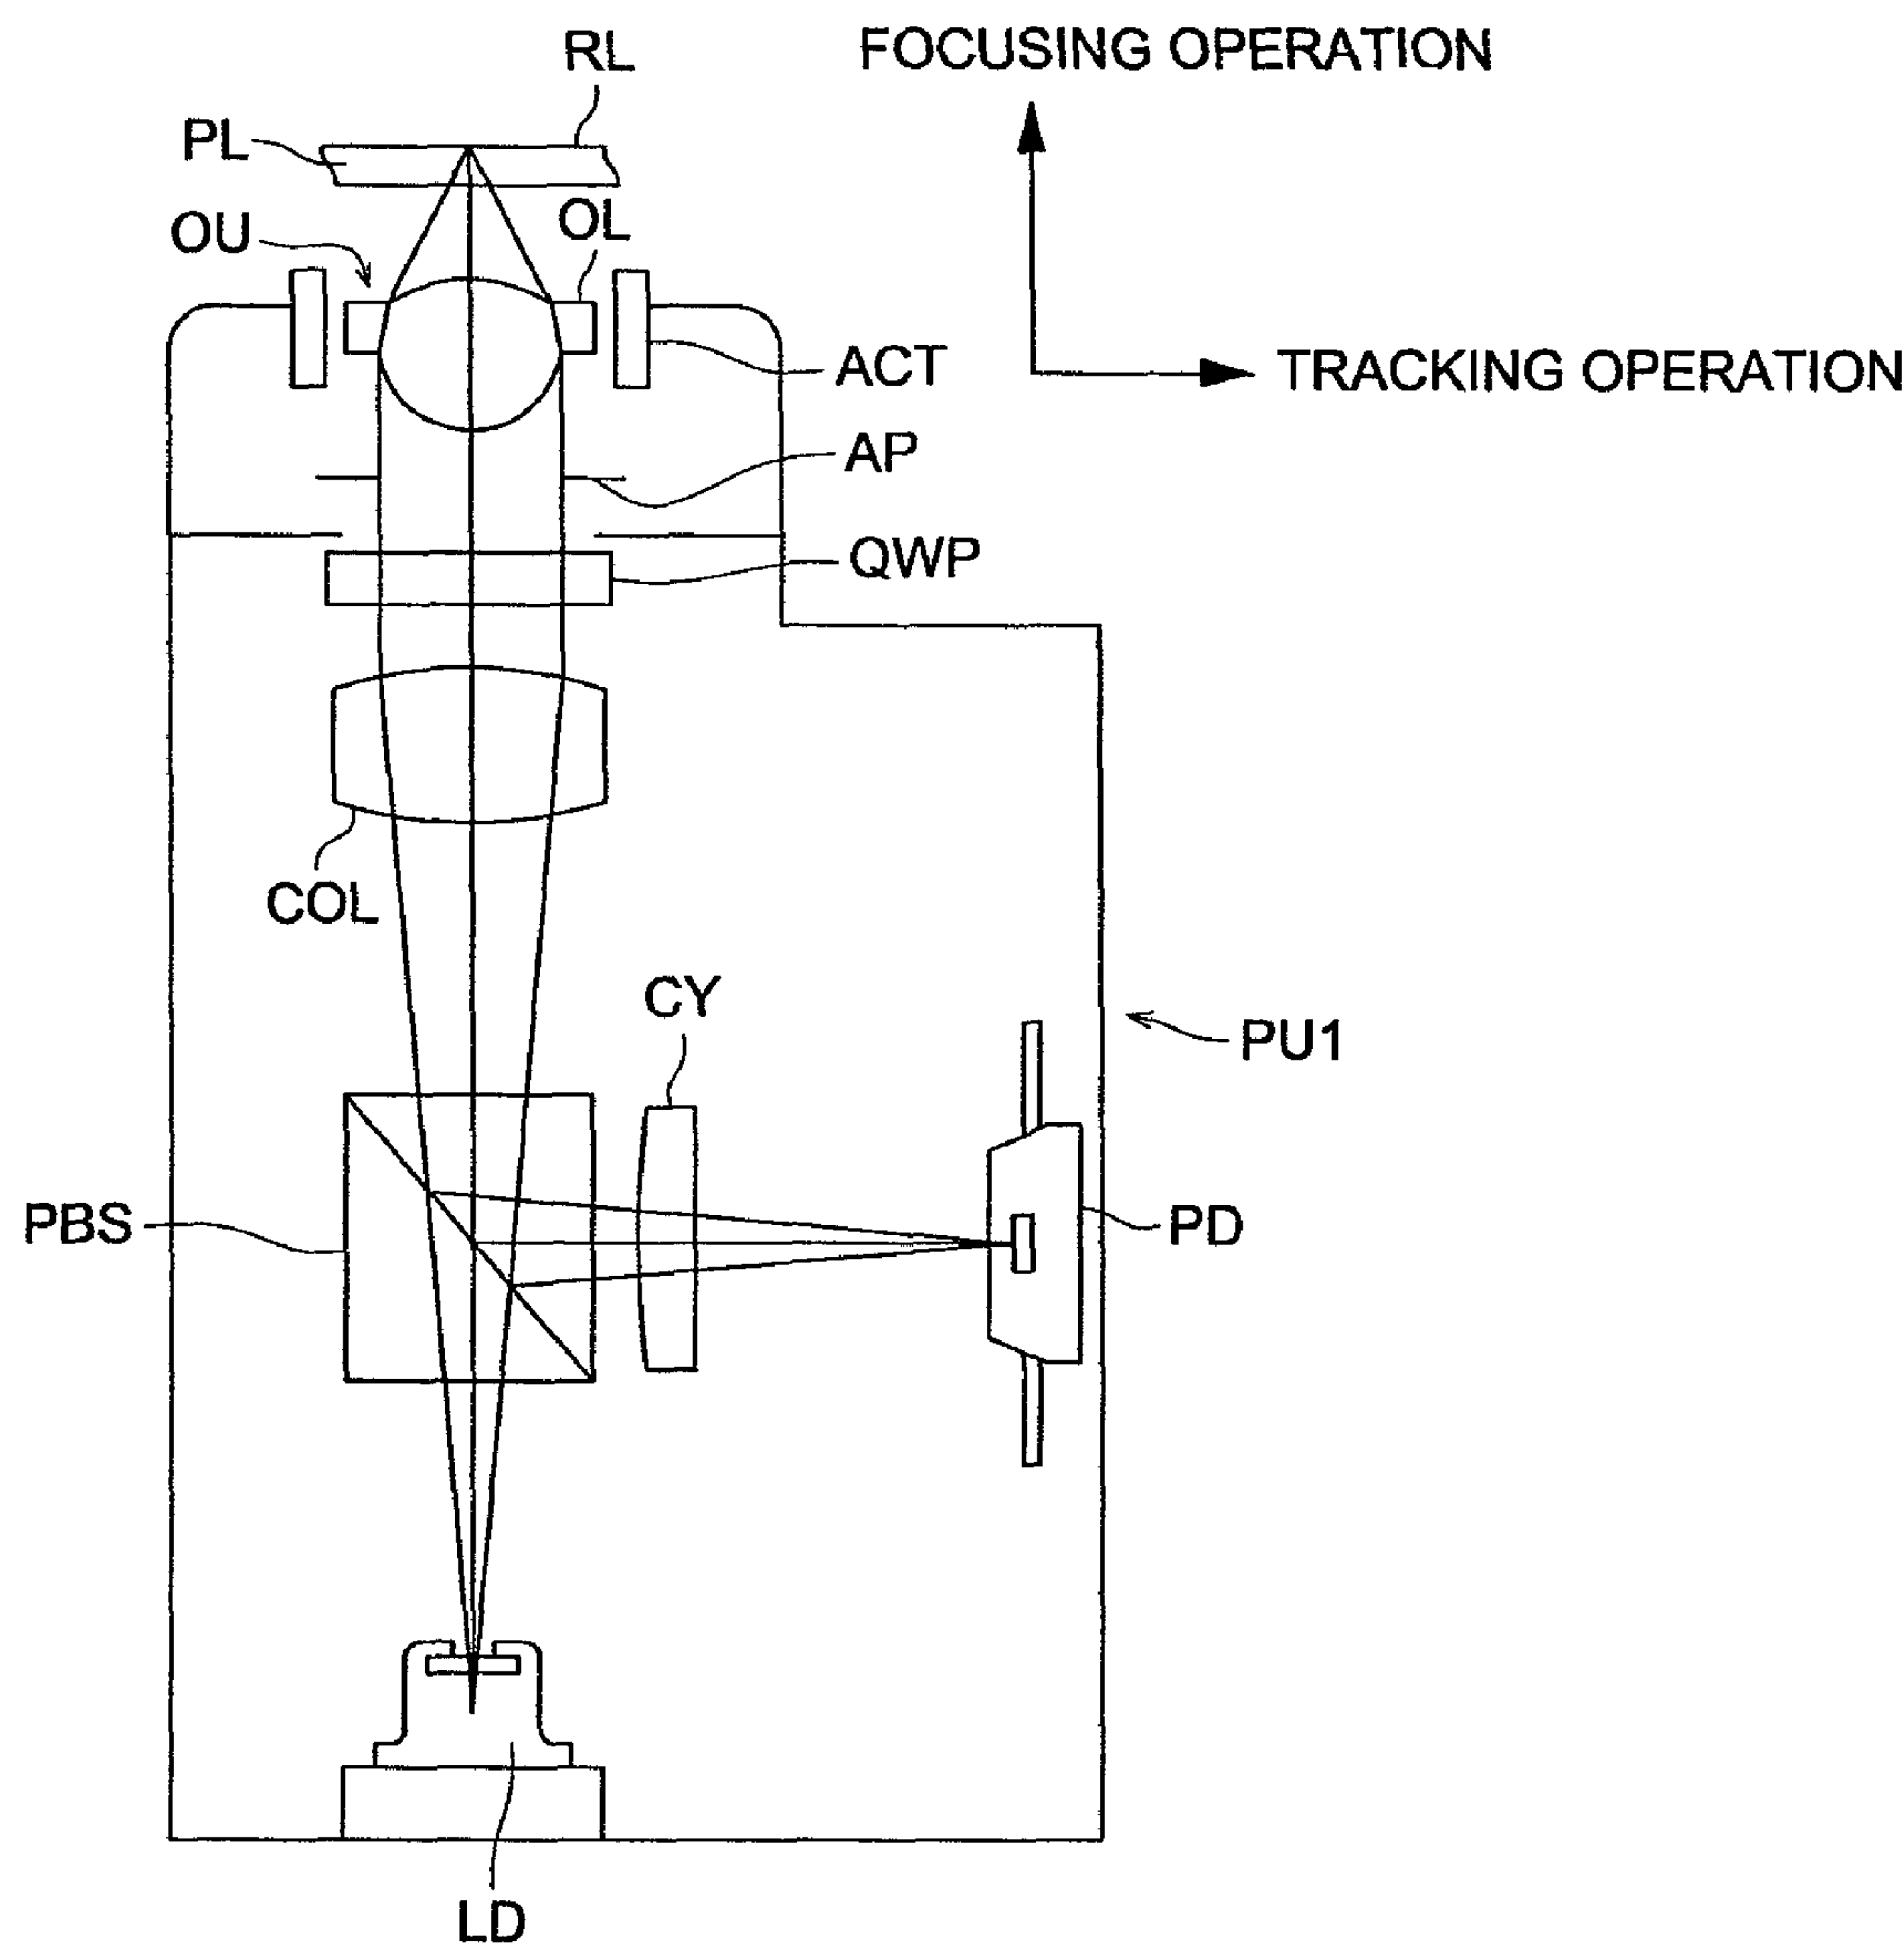 RL
FOCUSING OPERATION
PL
OU
OL
ACT
TRACKING OPERATION
AP
QWP
COL
CY
PU1
PBS
PD
LD